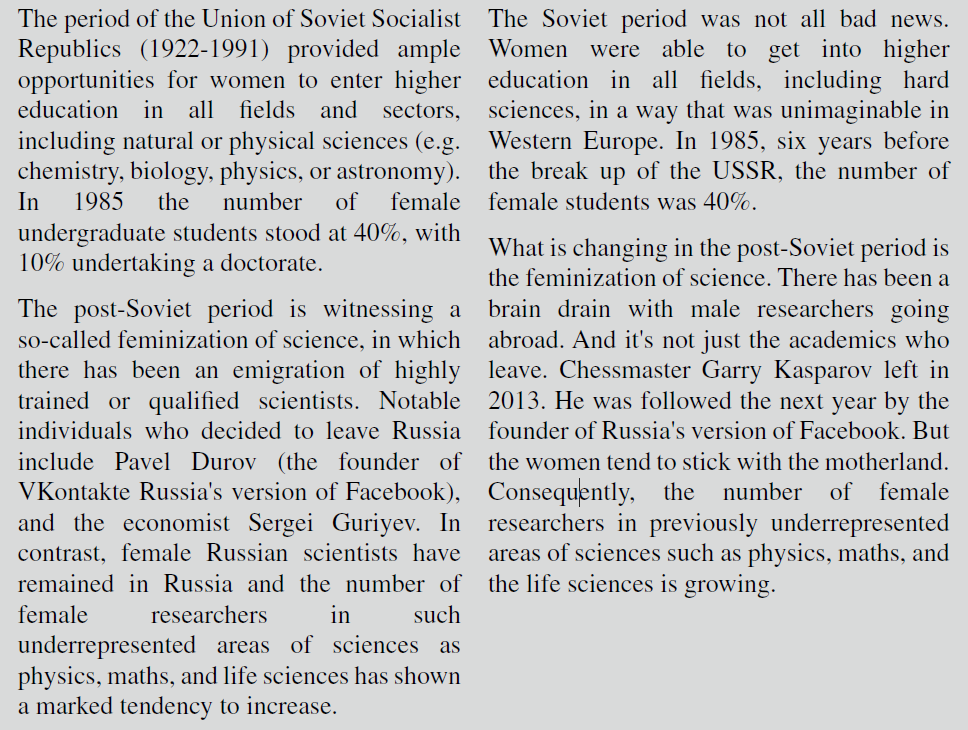 The period of the Union of Soviet Socialist
Republics (1922-1991) provided ample
opportunities for women to enter higher
education in all fields and sectors,
including natural or physical sciences (e.g.
chemistry, biology, physics, or astronomy).
In 1985 the number of female
undergraduate students stood at 40%, with
10% undertaking a doctorate.
The post-Soviet period is witnessing a
so-called feminization of science, in which
there has been an emigration of highly
trained or qualified scientists. Notable
individuals who decided to leave Russia
include Pavel Durov (the founder of
VKontakte Russia's version of Facebook),
and the economist Sergei Guriyev. In
contrast, female Russian scientists have
remained in Russia and the number of
female researchers in such
underrepresented areas of sciences as
physics, maths, and life sciences has shown
a marked tendency to increase.
The Soviet period was not all bad news.
Women were able to get into higher
education in all fields, including hard
sciences, in a way that was unimaginable in
Western Europe. In 1985, six years before
the break up of the USSR, the number of
female students was 40%.
What is changing in the post-Soviet period is
the feminization of science. There has been a
brain drain with male researchers going
abroad. And it's not just the academics who
leave. Chessmaster Garry Kasparov left in
2013. He was followed the next year by the
founder of Russia's version of Facebook. But
the women tend to stick with the motherland.
Consequently, the number of female
researchers in previously underrepresented
areas of sciences such as physics, maths, and
the life sciences is growing.